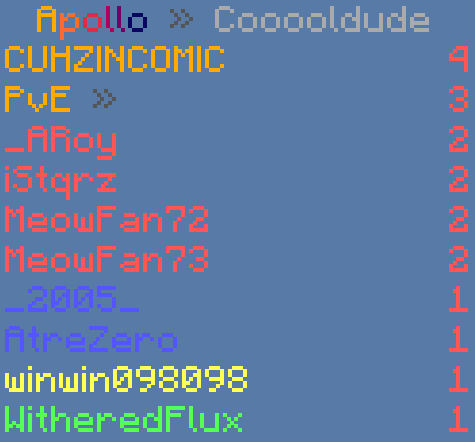 Apollo » Cooooldude
CUHZINCOMIC 4
PvE » 3
_ARoy 2
iStqrz 2
MeowFan72 2
MeowFan73 2
_2005_ 1
AtreZero 1
winwin098098 1
WitheredFlux 1